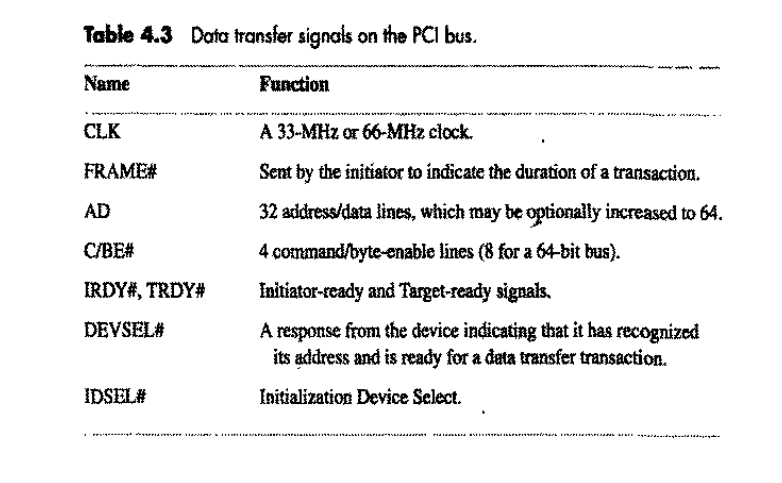 Table 4.3 Data transfer signals on the PCI bus.
Name Function
CLK A 33-MHz or 66-MHz clock.
FRAME# Sent by the initiator to indicate the duration of a transaction.
AD 32 address/data lines, which may be optionally increased to 64.
C/BE# 4 command/byte-enable lines (8 for a 64-bit bus).
IRDY#, TRDY# Initiator-ready and Target-ready signals.
DEVSEL# A response from the device indicating that it has recognized
its address and is ready for a data transfer transaction.
IDSEL# Initialization Device Select.